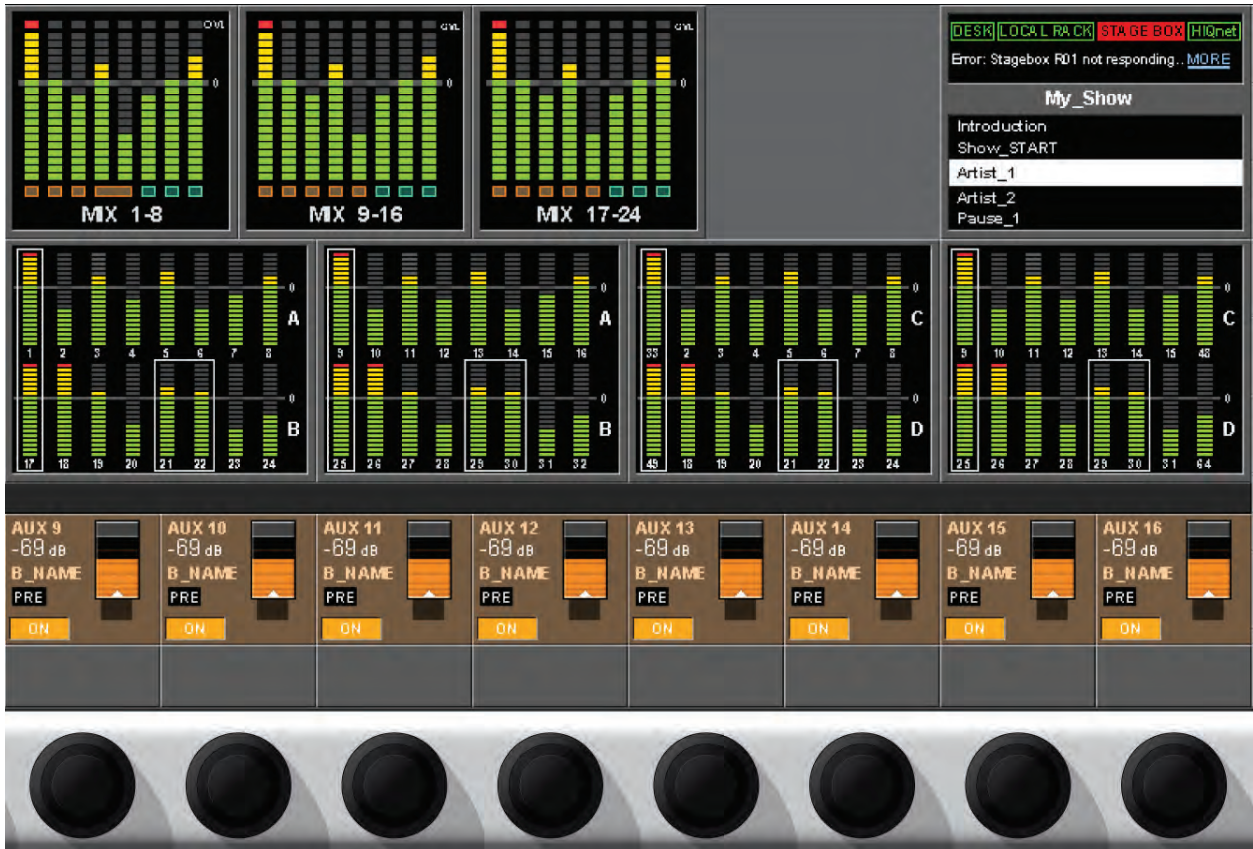 OVL
0
MIX 1-8
OVL
0
MIX 9-16
OVL
0
MIX 17-24
DESK LOCAL RACK STAGE BOX HIQnet
Error: Stagebox R01 not responding.. MORE
My_Show
Introduction
Show_START
Artist_1
Artist_2
Pause_1
0
A
1 2 3 4 5 6 7 8
0
B
17 18 19 20 21 22 23 24
0
A
9 10 11 12 13 14 15 16
0
B
25 26 27 28 29 30 31 32
0
C
33 2 3 4 5 6 7 8
0
D
49 18 19 20 21 22 23 24
0
C
9 10 11 12 13 14 15 48
0
D
25 26 27 28 29 30 31 64
AUX 9
-69 dB
B_NAME
PRE
ON
AUX 10
-69 dB
B_NAME
PRE
ON
AUX 11
-69 dB
B_NAME
PRE
ON
AUX 12
-69 dB
B_NAME
PRE
ON
AUX 13
-69 dB
B_NAME
PRE
ON
AUX 14
-69 dB
B_NAME
PRE
ON
AUX 15
-69 dB
B_NAME
PRE
ON
AUX 16
-69 dB
B_NAME
PRE
ON